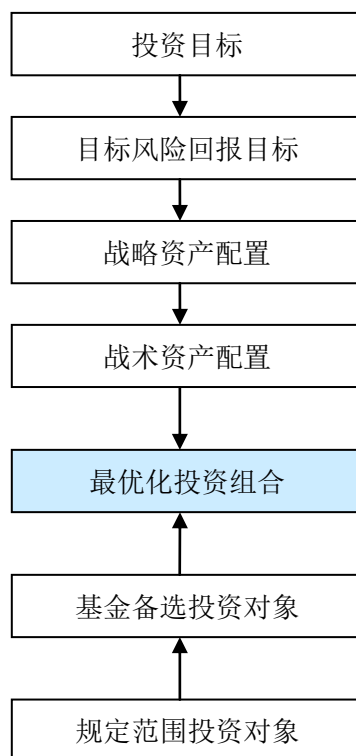 投资目标
目标风险回报目标
战略资产配置
战术资产配置
最优化投资组合
基金备选投资对象
规定范围投资对象